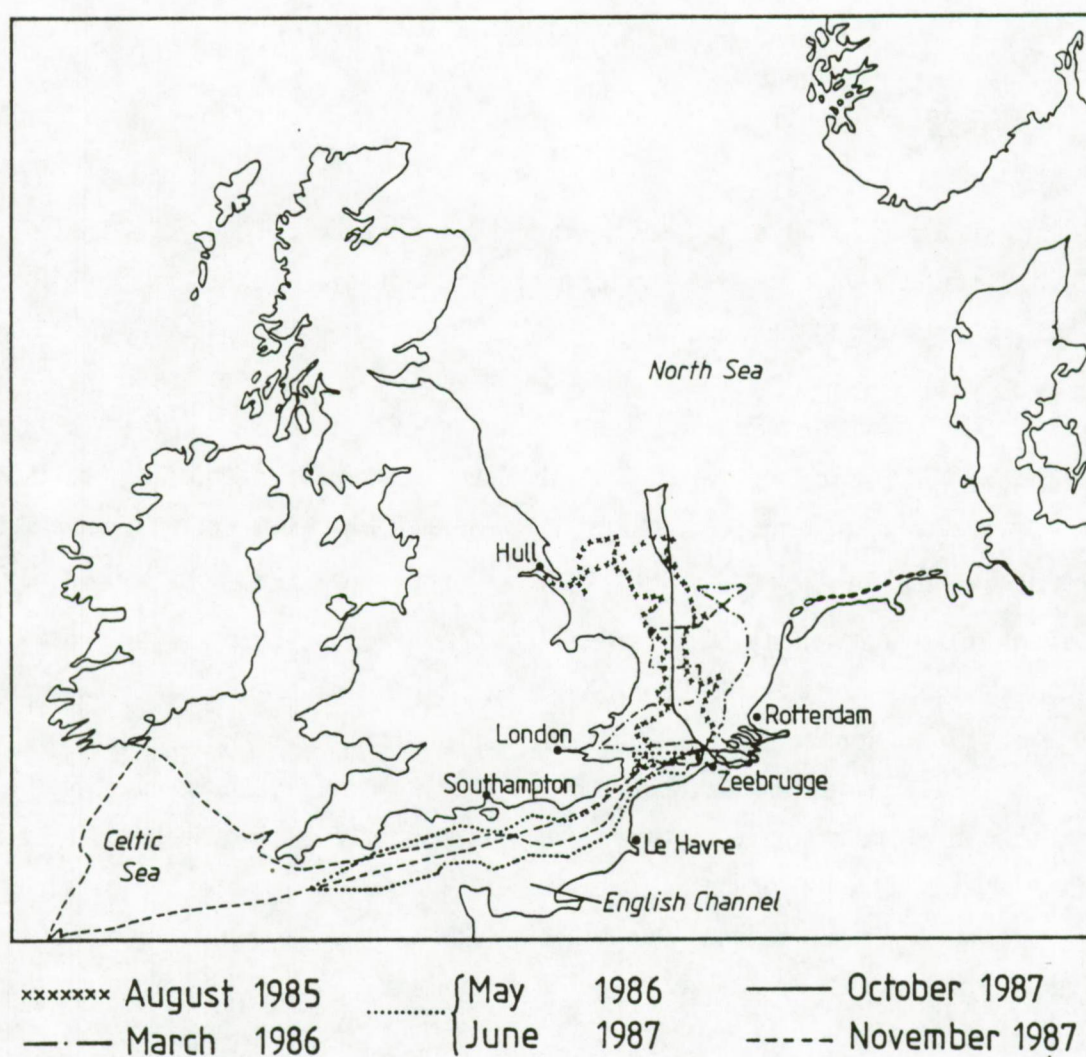 North Sea
Hull
Rotterdam
London
Zeebrugge
Southampton
Celtic
Sea
Le Havre
English Channel
August 1985
May 1986
October 1987
March 1986
June 1987
November 1987